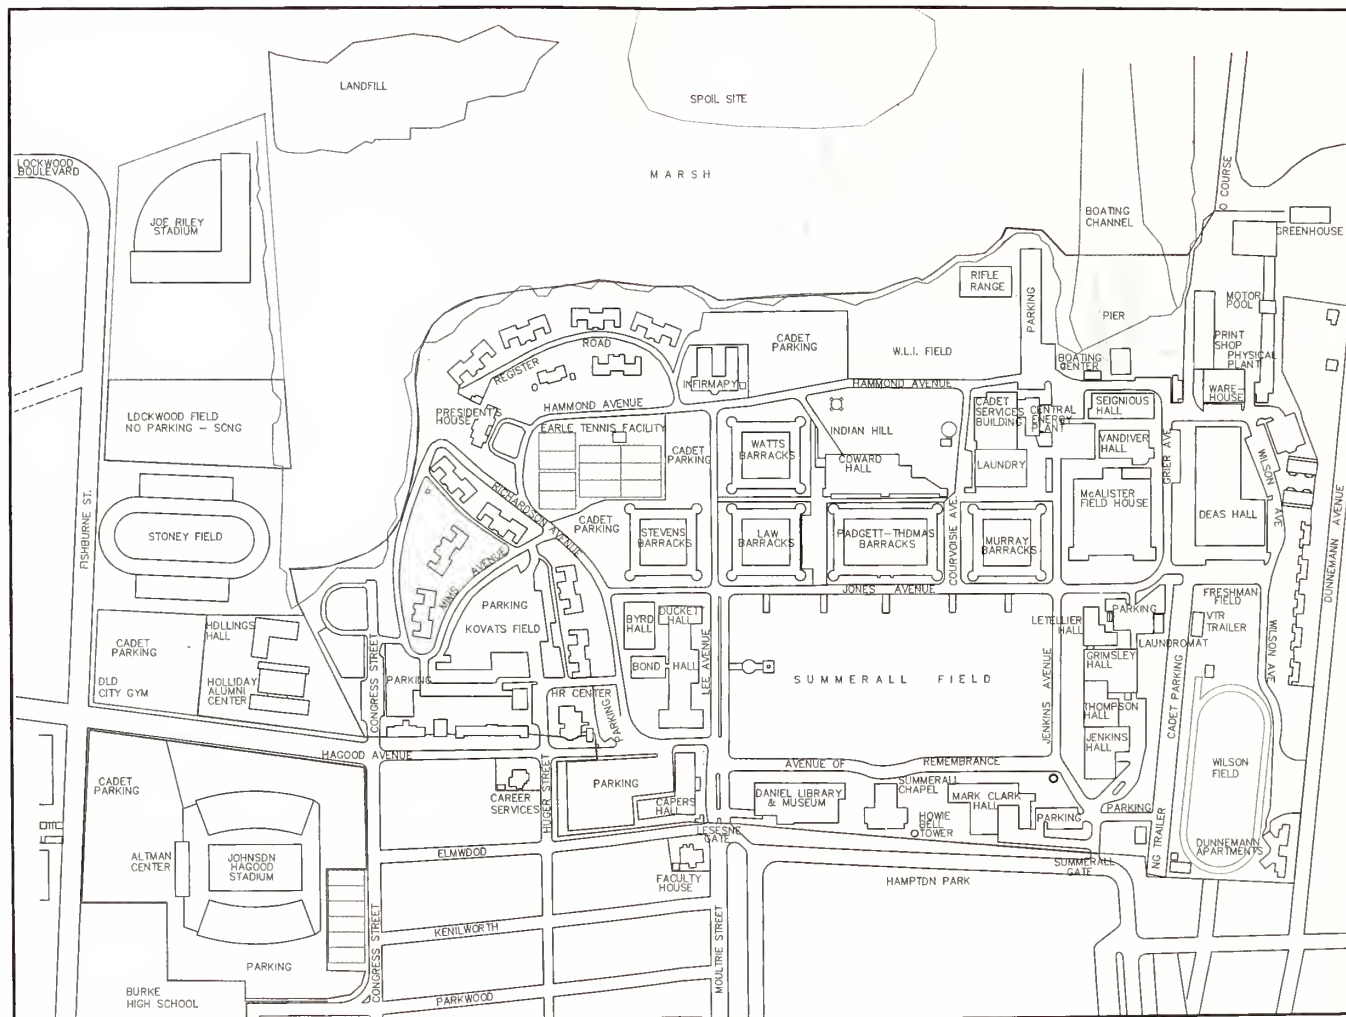 LANDFILL
SPOIL SITE
MARSH
LOCKWOOD
BOULEVARD
JOE RILEY
STADIUM
COURSE
BOATING
CHANNEL
GREENHOUSE
RIFLE
RANGE
PARKING
MOTOR
POOL
PIER
PRINT
SHOP
PHYSICAL
PLANT
CADET
PARKING
W.L.I. FIELD
ROAD
REGISTER
INFIRMARY
BOATING
CENTER
HAMMOND AVENUE
WARE-
HOUSE
LOCKWOOD FIELD
NO PARKING - SCNG
PRESIDENT'S
HOUSE
HAMMOND AVENUE
EARLE TENNIS FACILITY
CADET
PARKING
WATTS
BARRACKS
INDIAN HILL
COWARD
HALL
CADET
SERVICES
BUILDING
CENTRAL
ENERGY
PLANT
SEIGNIOUS
HALL
VANDIVER
HALL
LAUNDRY
GRIER AVE
WILSON AVE
McALISTER
FIELD HOUSE
DEAS HALL
DUNNEMANN AVENUE
FISHBURNE ST.
STONEY FIELD
RICHARDSON AVENUE
CADET
PARKING
STEVENS
BARRACKS
LAW
BARRACKS
PADGETT-THOMAS
BARRACKS
COURVOISIE AVE.
MURRAY
BARRACKS
MIMS AVENUE
JONES AVENUE
PARKING
KOVATS FIELD
BYRD
HALL
DUCKETT
HALL
LETELLIER
HALL
PARKING
FRESHMAN
FIELD
VTR
TRAILER
LAUNDROMAT
WILSON AVE
HOLLINGS
HALL
CADET
PARKING
DLD
CITY GYM
HOLLIDAY
ALUMNI
CENTER
CONGRESS STREET
PARKING
BOND
HALL
LEE AVENUE
SUMMERALL FIELD
JENKINS AVENUE
GRIMSLEY
HALL
THOMPSON
HALL
JENKINS
HALL
CADET PARKING
HR CENTER
PARKING
HAGOOD AVENUE
AVENUE OF REMEMBRANCE
WILSON
FIELD
CADET
PARKING
CAREER
SERVICES
HUGER STREET
PARKING
CAPERS
HALL
DANIEL LIBRARY
& MUSEUM
SUMMERALL
CHAPEL
MARK CLARK
HALL
HOWIE
BELL
TOWER
PARKING
PARKING
LESESNE
GATE
NG TRAILER
DUNNEMANN
APARTMENTS
ALTMAN
CENTER
JOHNSON
HAGOOD
STADIUM
ELMWOOD
FACULTY
HOUSE
SUMMERALL
GATE
HAMPTON PARK
KENILWORTH
MOULTRIE STREET
CONGRESS STREET
PARKING
BURKE
HIGH SCHOOL
PARKWOOD